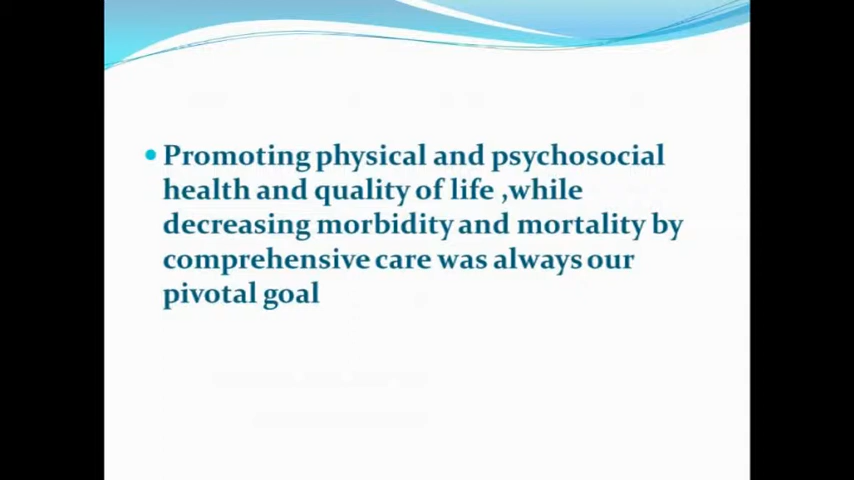 Promoting physical and psychosocial
health and quality of life ,while
decreasing morbidity and mortality by
comprehensive care was always our
pivotal goal